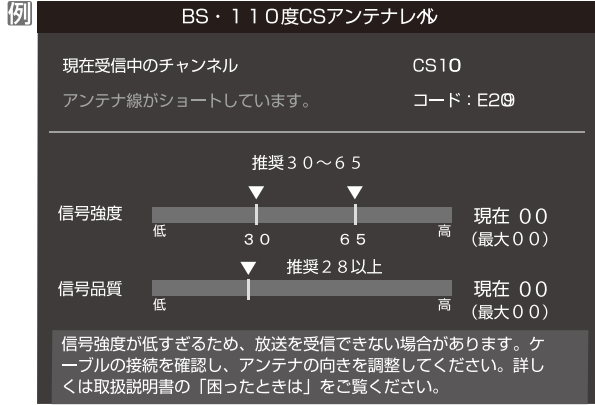 例
BS・110度CSアンテナレベル
現在受信中のチャンネル CS100
アンテナ線がショートしています。 コード：E209
推奨30～65
信号強度 低 30 65 高 現在 00
（最大00）
推奨28以上
信号品質 低 高 現在 00
（最大00）
信号強度が低すぎるため、放送を受信できない場合があります。ケ
ーブルの接続を確認し、アンテナの向きを調整してください。詳し
くは取扱説明書の「困ったときは」をご覧ください。